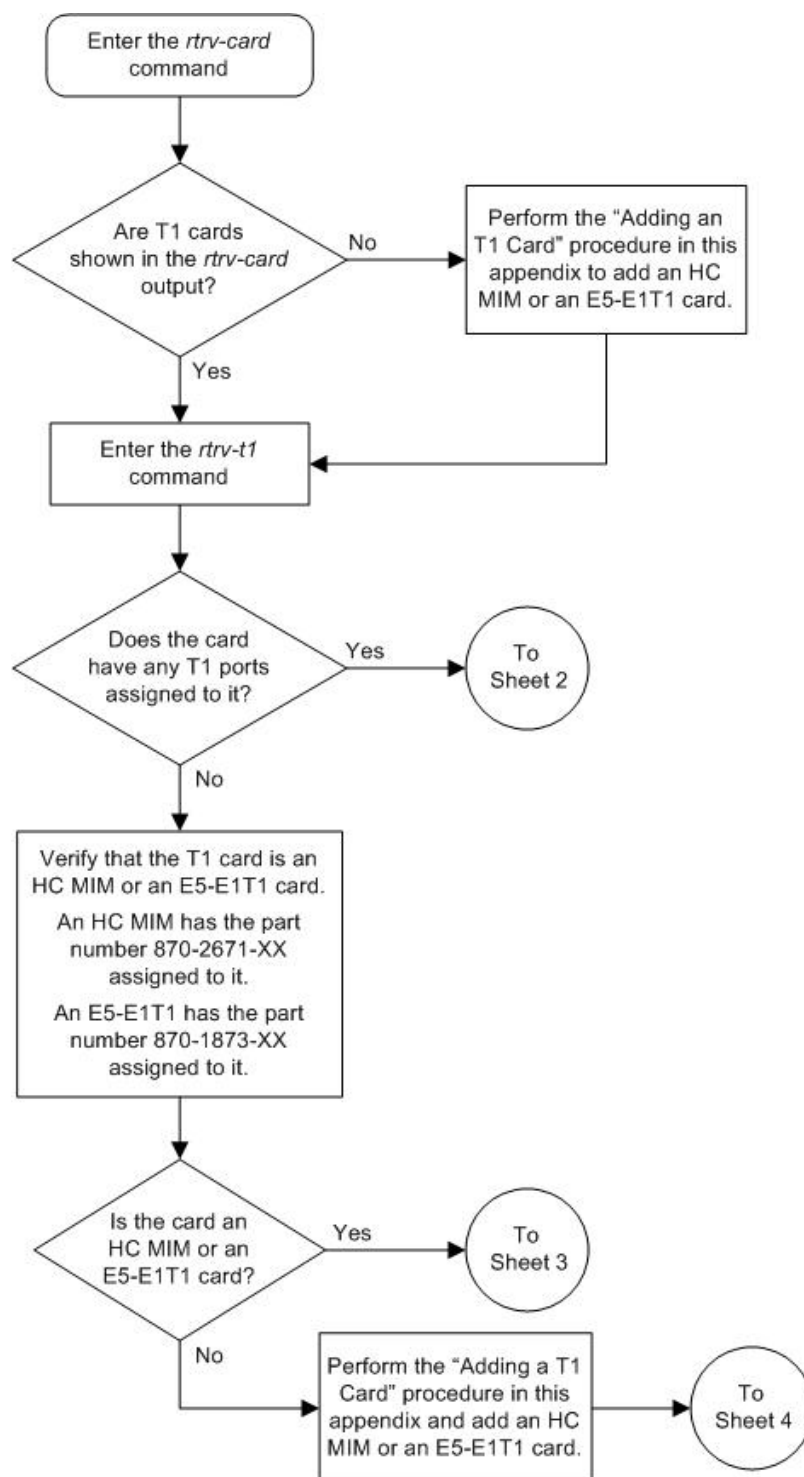 Enter the rtrv-card
command
Are T1 cards
shown in the rtrv-card
output?
No
Perform the “Adding an
T1 Card” procedure in this
appendix to add an HC
MIM or an E5-E1T1 card.
Yes
Enter the rtrv-t1
command
Does the card
have any T1 ports
assigned to it?
Yes
To
Sheet 2
No
Verify that the T1 card is an
HC MIM or an E5-E1T1 card.
An HC MIM has the part
number 870-2671-XX
assigned to it.
An E5-E1T1 has the part
number 870-1873-XX
assigned to it.
Is the card an
HC MIM or an
E5-E1T1 card?
Yes
To
Sheet 3
No
Perform the “Adding a T1
Card” procedure in this
appendix and add an HC
MIM or an E5-E1T1 card.
To
Sheet 4